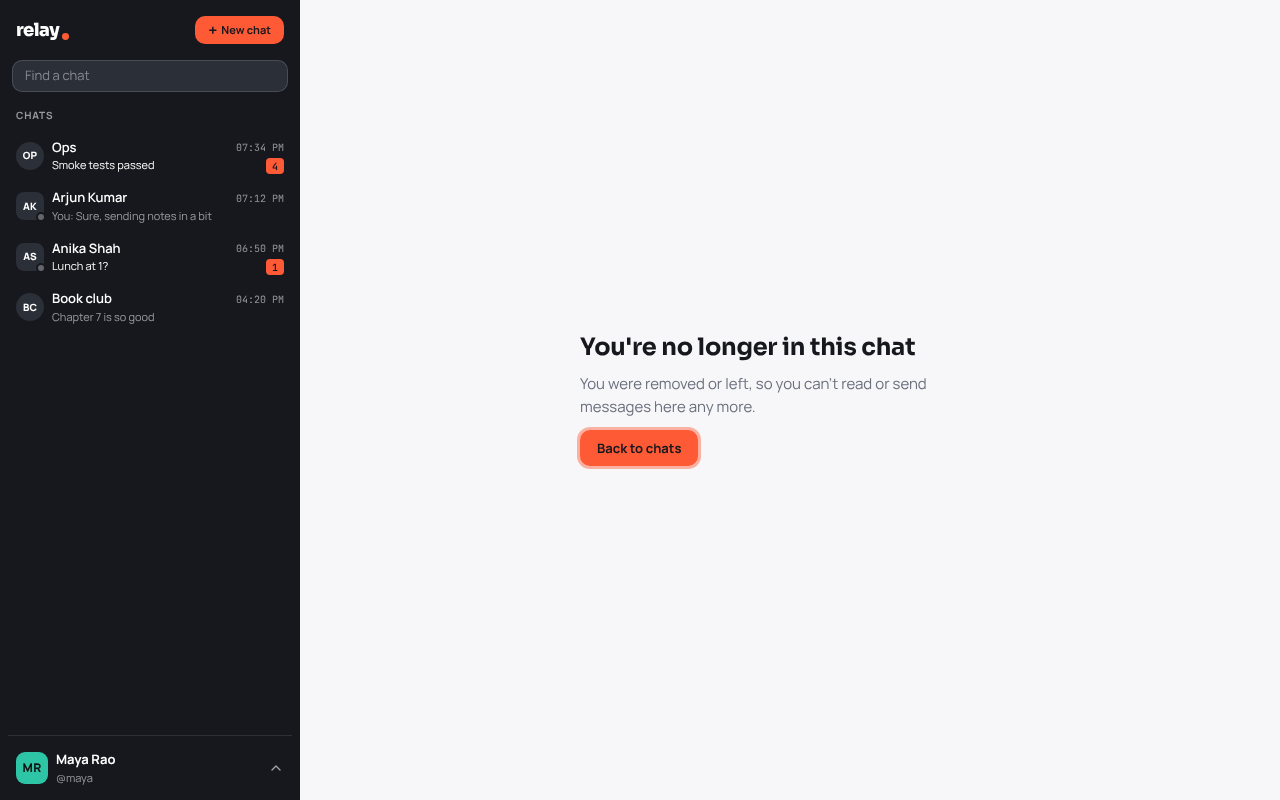 relay.
+ New chat
Find a chat
CHATS
OP Ops 07:34 PM
Smoke tests passed 4
AK Arjun Kumar 07:12 PM
You: Sure, sending notes in a bit
AS Anika Shah 06:50 PM
Lunch at 1? 1
BC Book club 04:20 PM
Chapter 7 is so good
You're no longer in this chat
You were removed or left, so you can't read or send
messages here any more.
Back to chats
MR Maya Rao
@maya